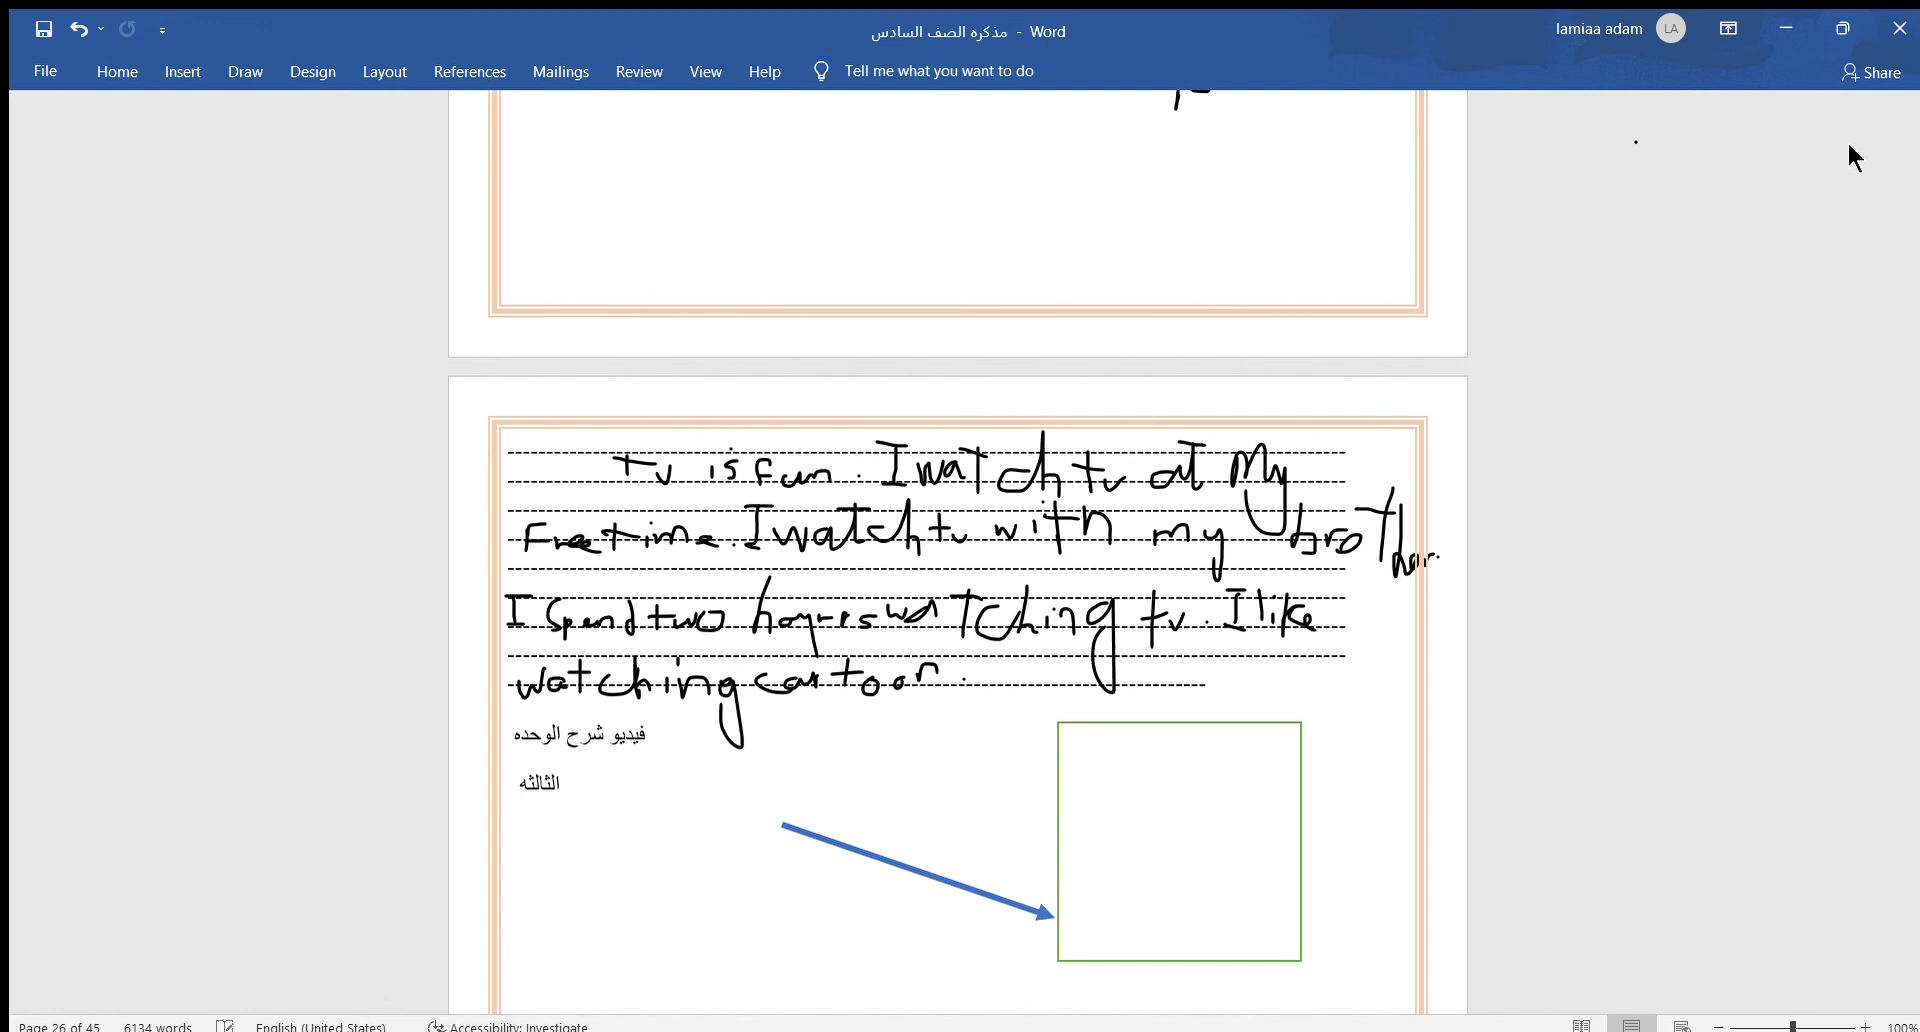 مذكره الصف السادس - Word
lamiaa adam LA
File Home Insert Draw Design Layout References Mailings Review View Help Tell me what you want to do Share
tv is fun. I watch tv at My
Free time. I watch tv with my brother.
I spend two hours watching tv. I like
watching cartoon.
فيديو شرح الوحده
الثالثه
Page 26 of 45 6134 words English (United States) Accessibility: Investigate 100%